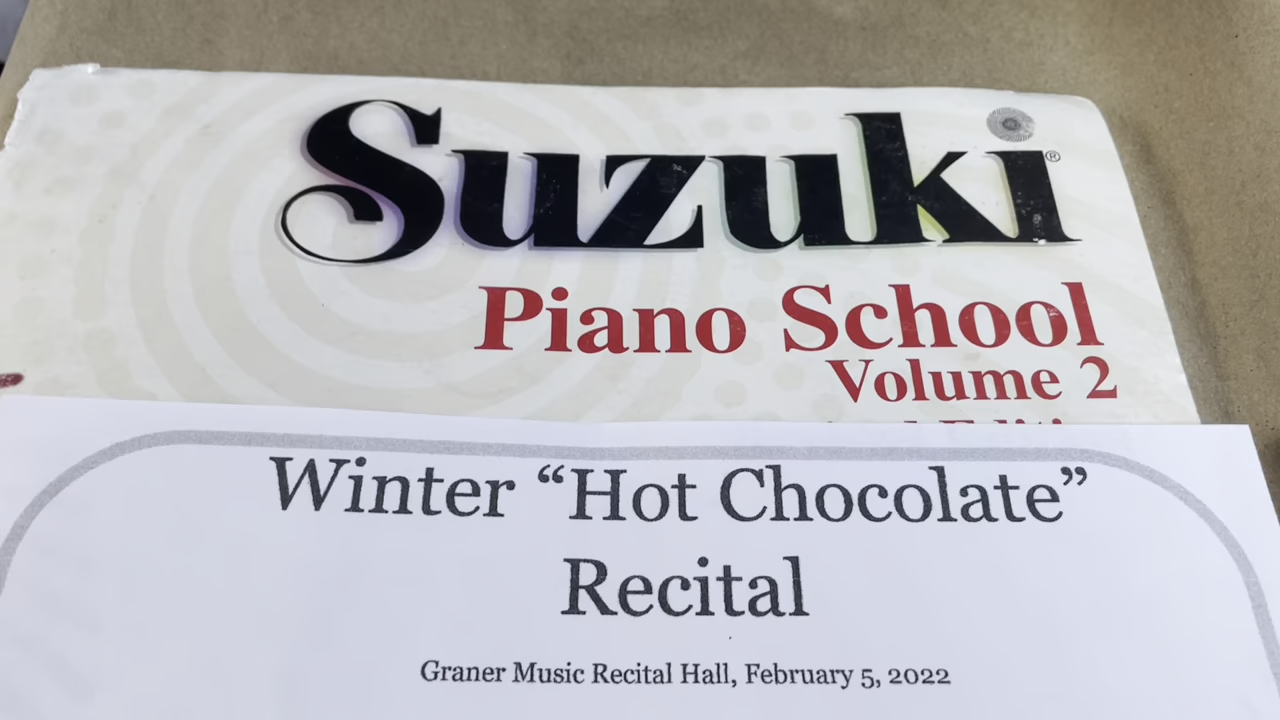 Suzuki®
Piano School
Volume 2
Winter “Hot Chocolate”
Recital
Graner Music Recital Hall, February 5, 2022